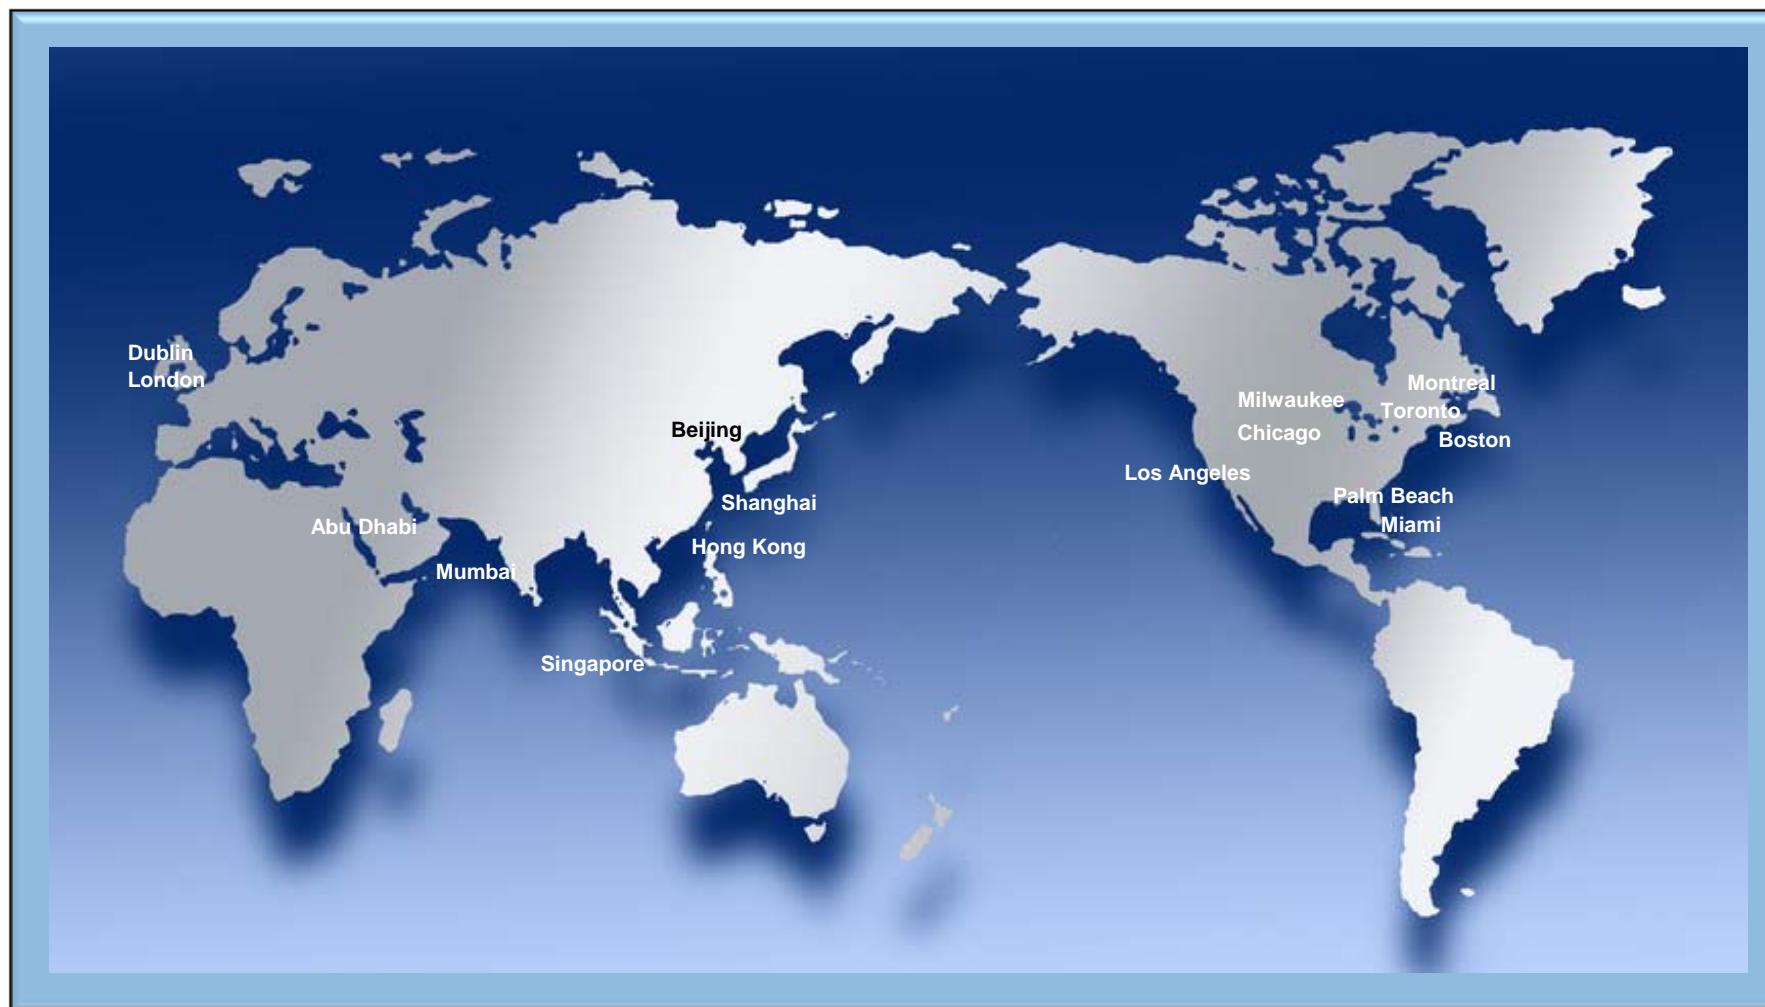 Dublin
London
Abu Dhabi
Mumbai
Beijing
Shanghai
Hong Kong
Singapore
Los Angeles
Milwaukee
Chicago
Montreal
Toronto
Boston
Palm Beach
Miami